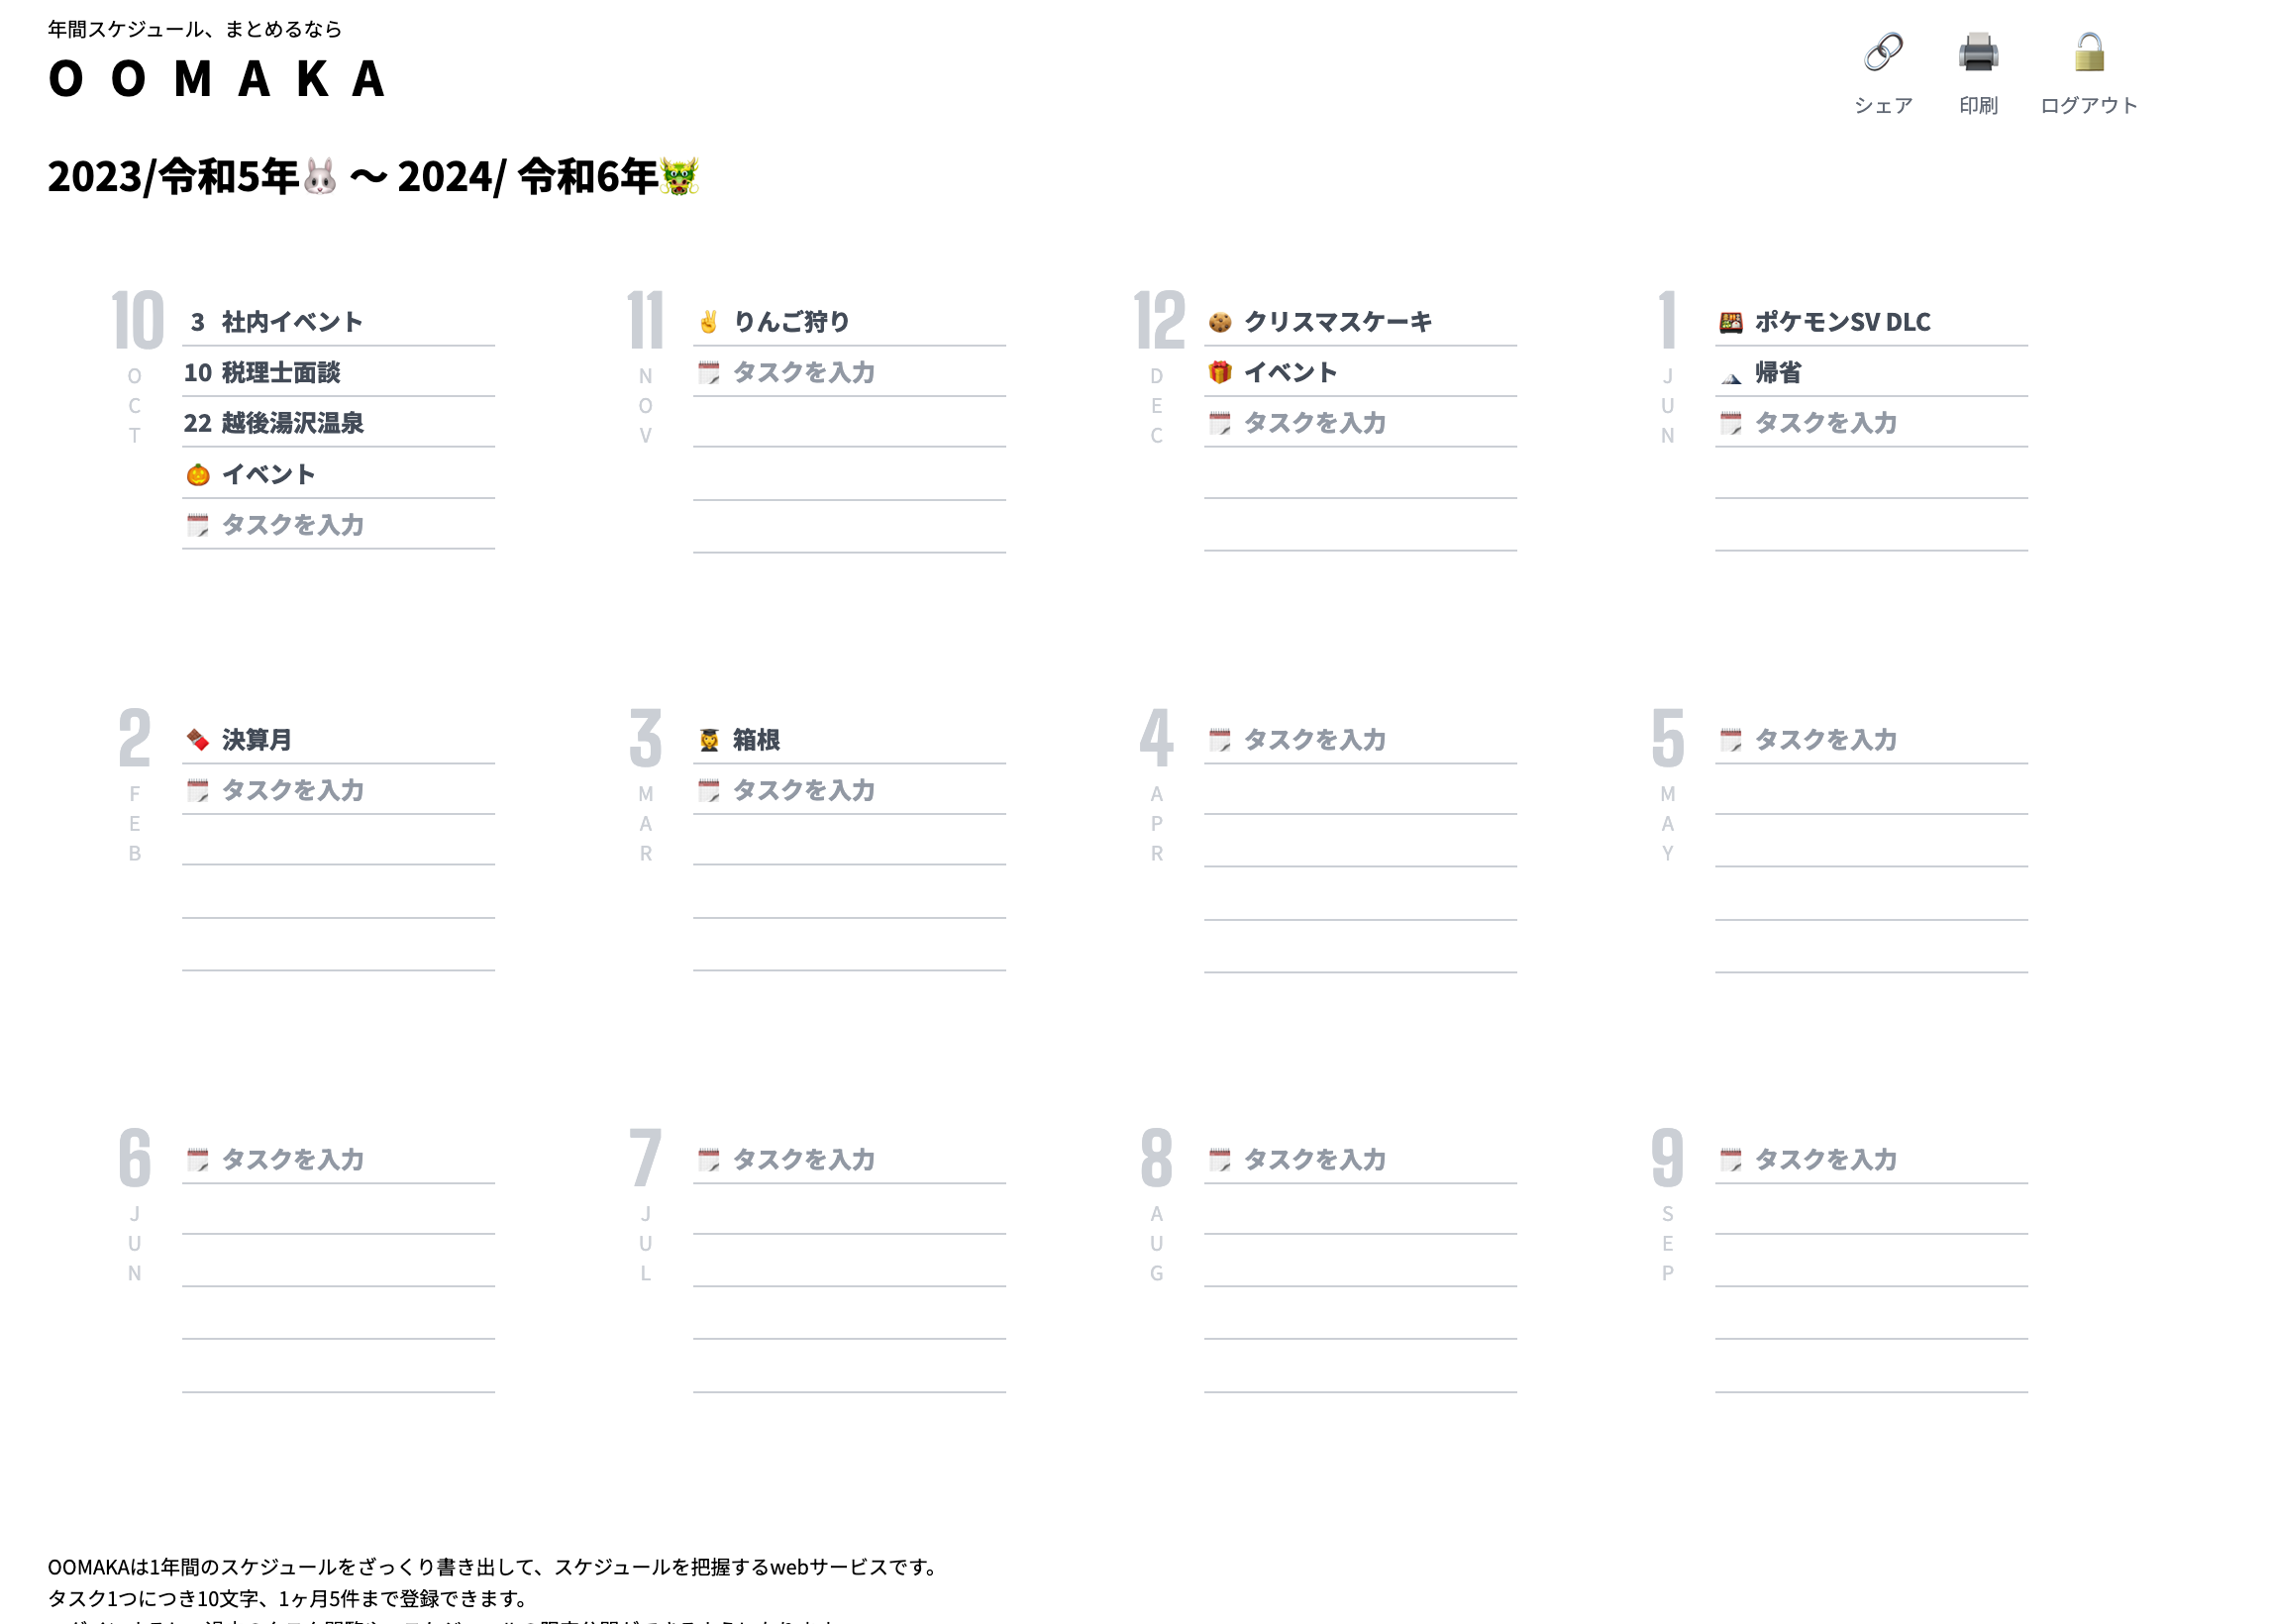 年間スケジュール、まとめるなら
OOMAKA
シェア
印刷
ログアウト
2023/令和5年🐰 〜 2024/ 令和6年🐲
10
OCT
3 社内イベント
10 税理士面談
22 越後湯沢温泉
🎃 イベント
🗓 タスクを入力
11
NOV
✌ りんご狩り
🗓 タスクを入力
12
DEC
🍪 クリスマスケーキ
🎁 イベント
🗓 タスクを入力
1
JUN
🍱 ポケモンSV DLC
🗻 帰省
🗓 タスクを入力
2
FEB
🍫 決算月
🗓 タスクを入力
3
MAR
👩‍🎓 箱根
🗓 タスクを入力
4
APR
🗓 タスクを入力
5
MAY
🗓 タスクを入力
6
JUN
🗓 タスクを入力
7
JUL
🗓 タスクを入力
8
AUG
🗓 タスクを入力
9
SEP
🗓 タスクを入力
OOMAKAは1年間のスケジュールをざっくり書き出して、スケジュールを把握するwebサービスです。
タスク1つにつき10文字、1ヶ月5件まで登録できます。